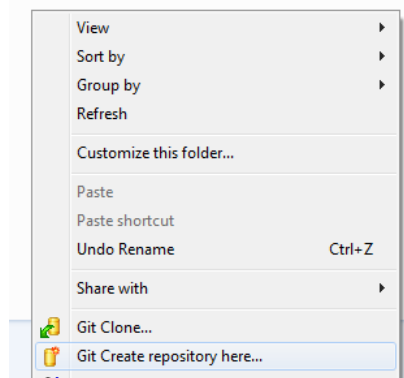 View
Sort by
Group by
Refresh
Customize this folder...
Paste
Paste shortcut
Undo Rename Ctrl+Z
Share with
Git Clone...
Git Create repository here...